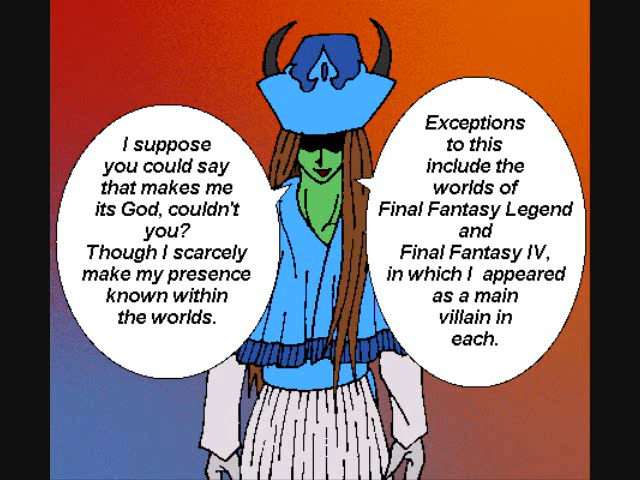 I suppose
you could say
that makes me
its God, couldn't
you?
Though I scarcely
make my presence
known within
the worlds.
Exceptions
to this
include the
worlds of
Final Fantasy Legend
and
Final Fantasy IV,
in which I appeared
as a main
villain in
each.